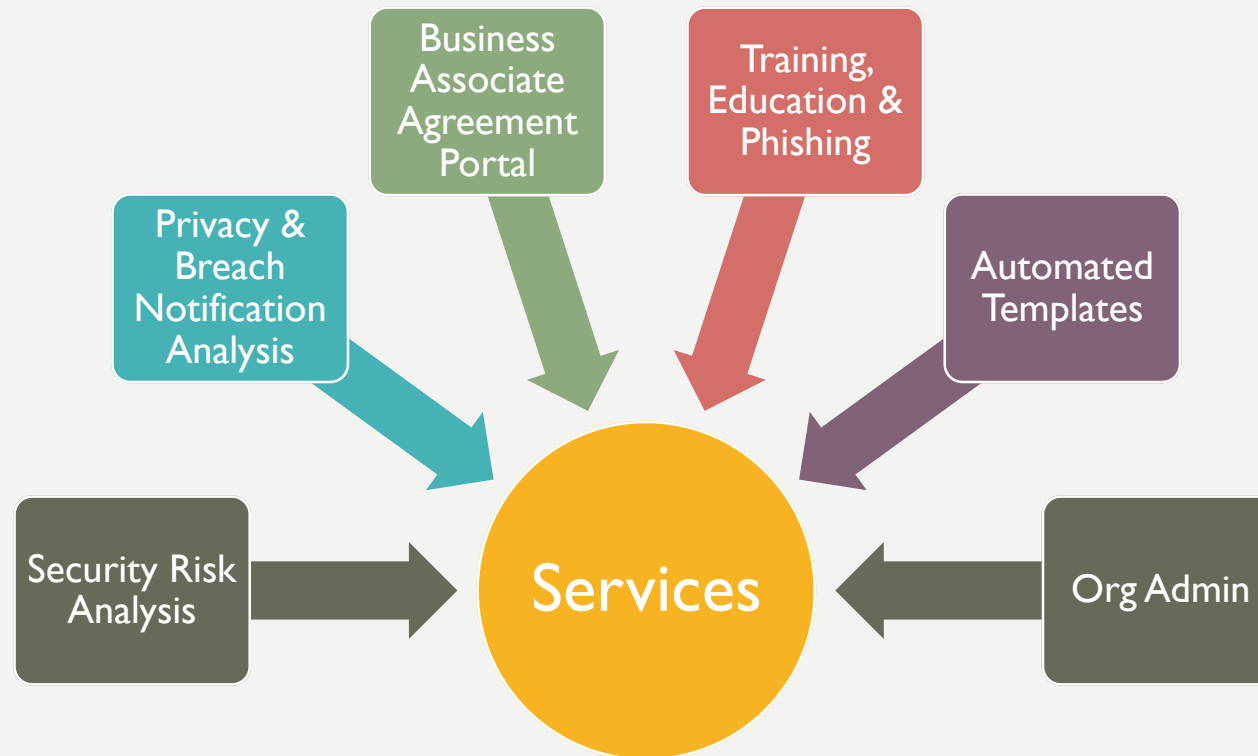 Business
Associate
Agreement
Portal
Training,
Education &
Phishing
Privacy &
Breach
Notification
Analysis
Automated
Templates
Security Risk
Analysis
Services
Org Admin